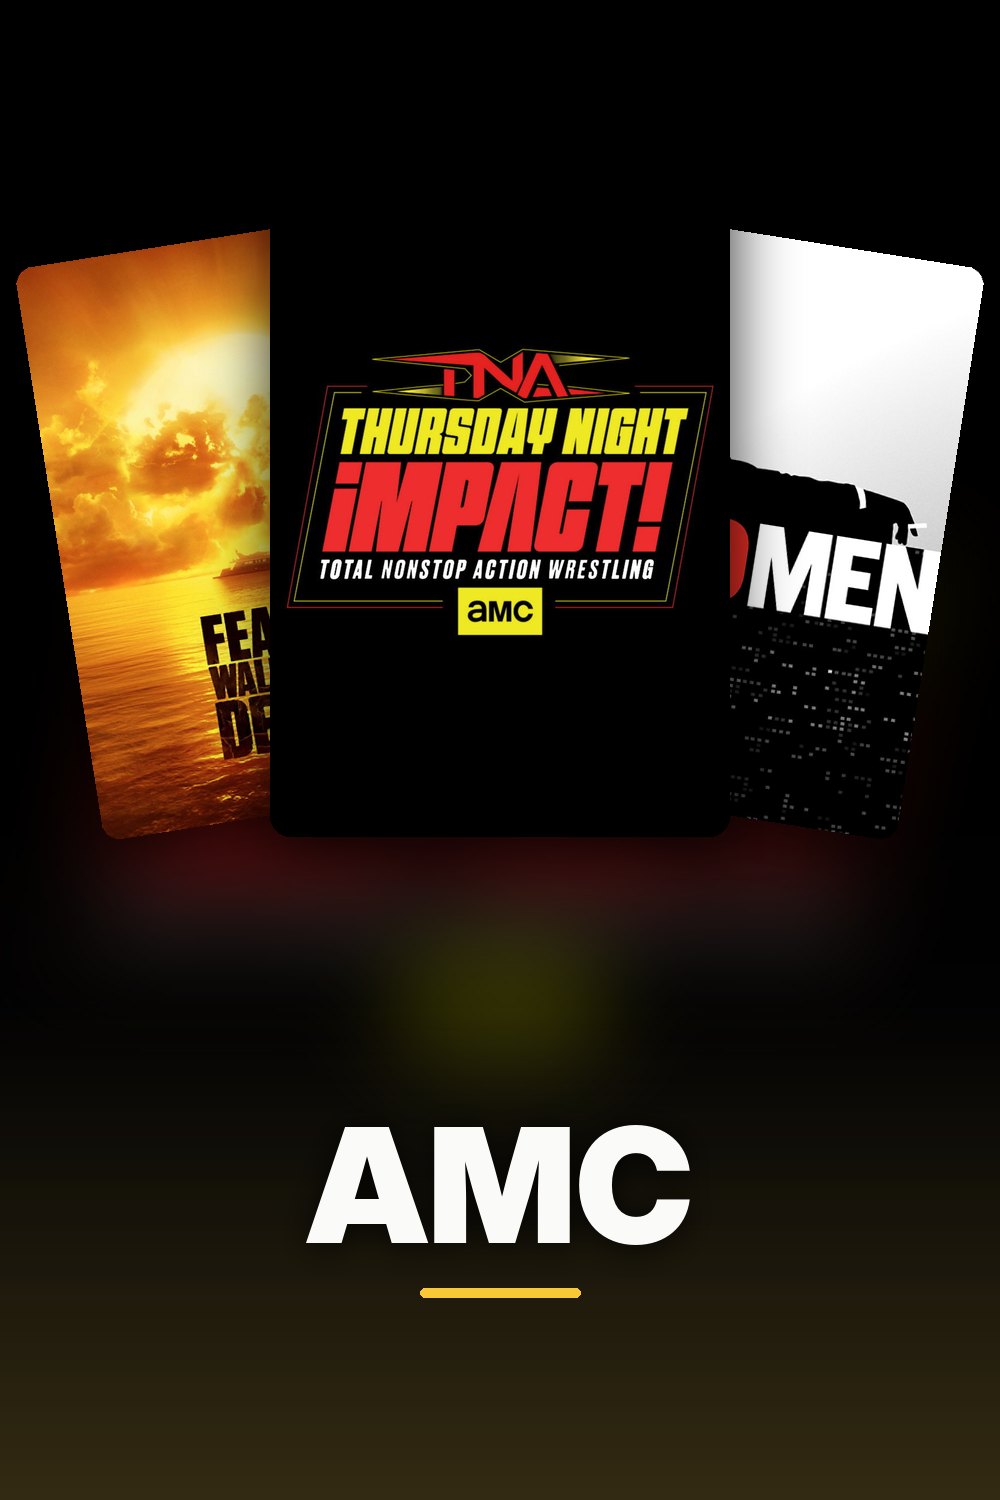 TNA
THURSDAY NIGHT
iMPACT!
TOTAL NONSTOP ACTION WRESTLING
aMC
FEA
WAL
DE
MEN
AMC